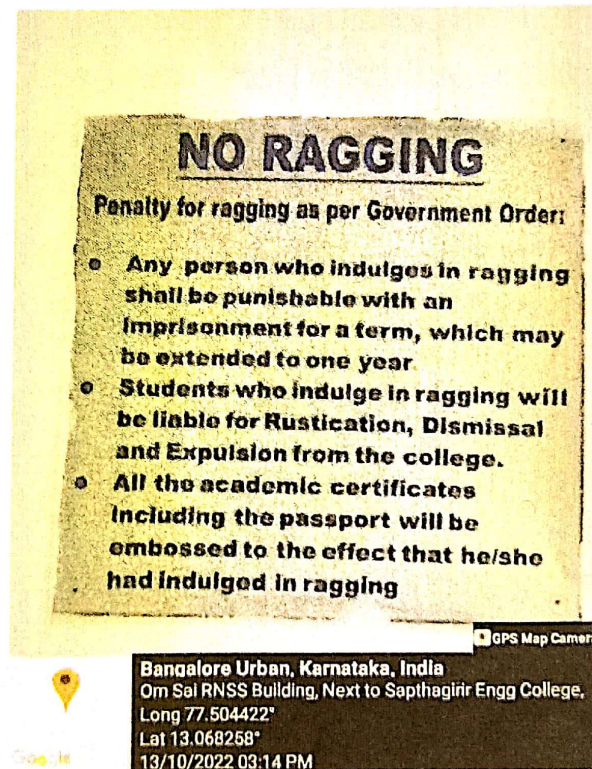 NO RAGGING
Penalty for ragging as per Government Order:
• Any person who indulges in ragging
shall be punishable with an
imprisonment for a term, which may
be extended to one year
• Students who indulge in ragging will
be liable for Rustication, Dismissal
and Expulsion from the college.
• All the academic certificates
including the passport will be
embossed to the effect that he/she
had indulged in ragging
GPS Map Camera
Bangalore Urban, Karnataka, India
Om Sai RNSS Building, Next to Sapthagirir Engg College,
Long 77.504422°
Lat 13.068258°
13/10/2022 03:14 PM
Google